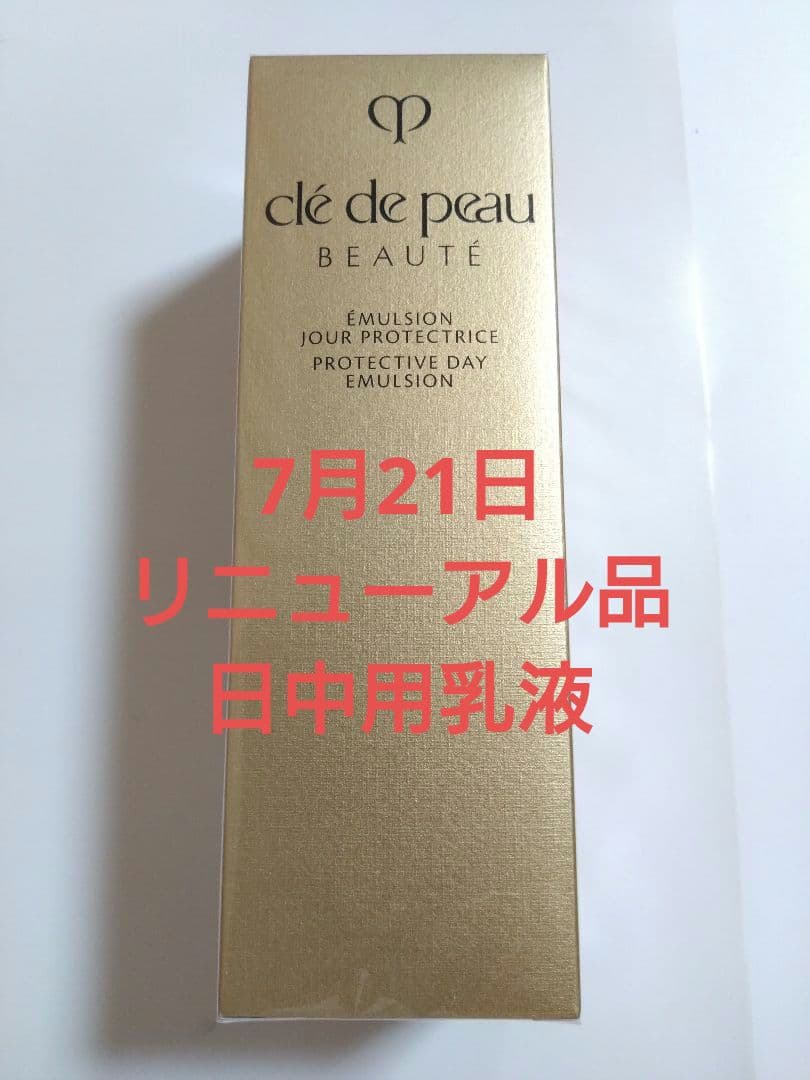 clé de peau
BEAUTÉ
ÉMULSION
JOUR PROTECTRICE
PROTECTIVE DAY
EMULSION
7月21日
リニューアル品
日中用乳液